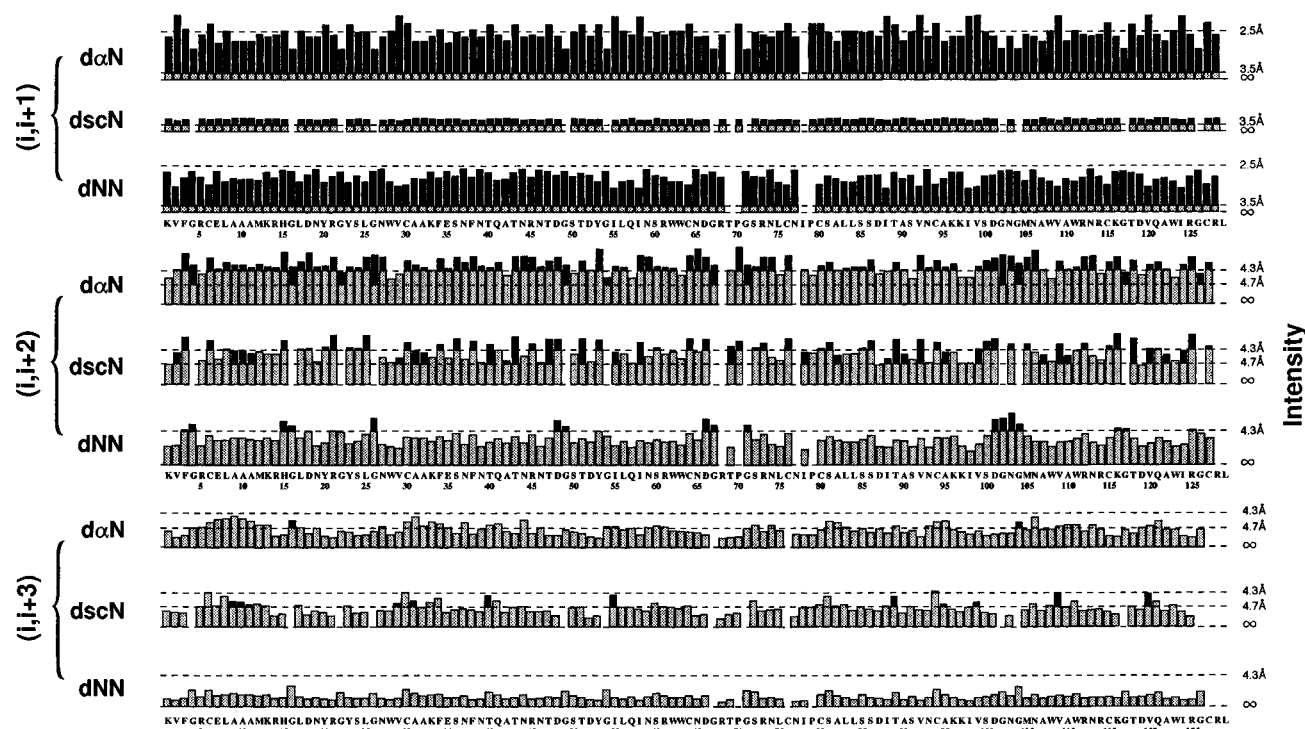 2.5Å
dαN
3.5Å
∞
(i,i+1)
dscN
3.5Å
∞
2.5Å
dNN
3.5Å
∞
KVFGRCELAAAMKRHGLDNYRGYSLGNWVCAAKFESNFNTQATNRNTDGSTDYGILQINSRWWCNDGRTPGSRNLCNIPCSALLSSDITASVNCAKKIVSDGNGMNAWVAWRNRCKGTDVQAWIRGCRL
5 10 15 20 25 30 35 40 45 50 55 60 65 70 75 80 85 90 95 100 105 110 115 120 125
dαN
4.3Å
4.7Å
∞
(i,i+2)
dscN
4.3Å
4.7Å
∞
Intensity
dNN
4.3Å
∞
KVFGRCELAAAMKRHGLDNYRGYSLGNWVCAAKFESNFNTQATNRNTDGSTDYGILQINSRWWCNDGRTPGSRNLCNIPCSALLSSDITASVNCAKKIVSDGNGMNAWVAWRNRCKGTDVQAWIRGCRL
5 10 15 20 25 30 35 40 45 50 55 60 65 70 75 80 85 90 95 100 105 110 115 120 125
4.3Å
dαN
4.7Å
∞
(i,i+3)
dscN
4.3Å
4.7Å
∞
4.3Å
dNN
∞
KVFGRCELAAAMKRHGLDNYRGYSLGNWVCAAKFESNFNTQATNRNTDGSTDYGILQINSRWWCNDGRTPGSRNLCNIPCSALLSSDITASVNCAKKIVSDGNGMNAWVAWRNRCKGTDVQAWIRGCRL